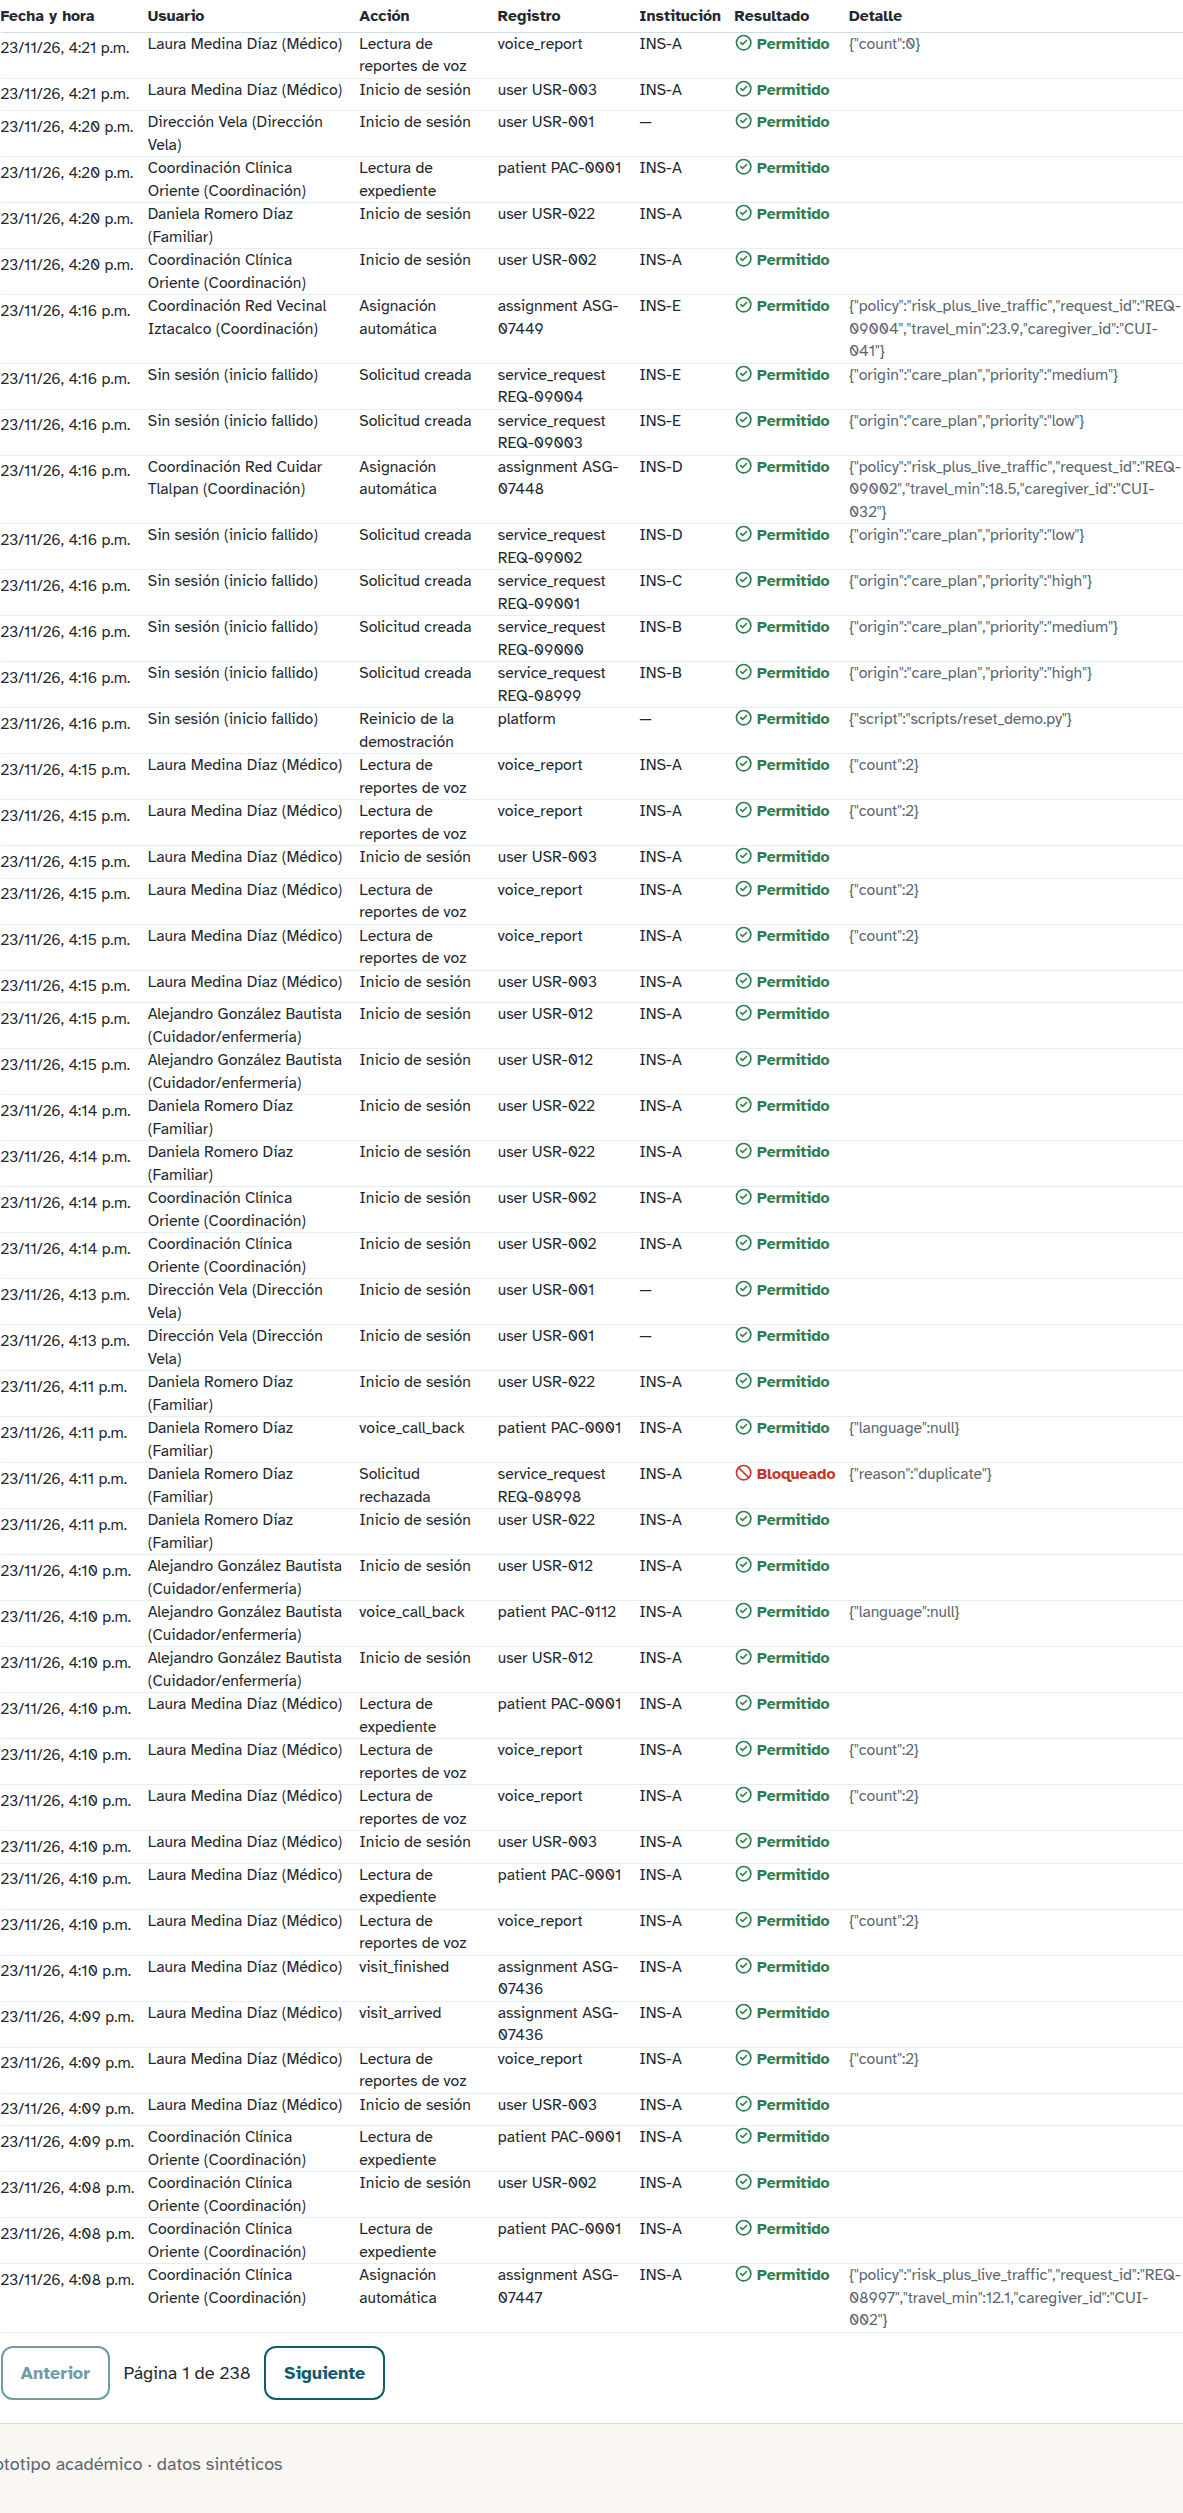 Fecha y hora Usuario Acción Registro Institución Resultado Detalle
23/11/26, 4:21 p.m. Laura Medina Díaz (Médico) Lectura de voice_report INS-A Permitido {"count":0}
reportes de voz
23/11/26, 4:21 p.m. Laura Medina Díaz (Médico) Inicio de sesión user USR-003 INS-A Permitido
23/11/26, 4:20 p.m. Dirección Vela (Dirección Inicio de sesión user USR-001 — Permitido
Vela)
23/11/26, 4:20 p.m. Coordinación Clínica Lectura de patient PAC-0001 INS-A Permitido
Oriente (Coordinación) expediente
23/11/26, 4:20 p.m. Daniela Romero Díaz Inicio de sesión user USR-022 INS-A Permitido
(Familiar)
23/11/26, 4:20 p.m. Coordinación Clínica Inicio de sesión user USR-002 INS-A Permitido
Oriente (Coordinación)
23/11/26, 4:16 p.m. Coordinación Red Vecinal Asignación assignment ASG- INS-E Permitido {"policy":"risk_plus_live_traffic","request_id":"REQ-
Iztacalco (Coordinación) automática 07449 09004","travel_min":23.9,"caregiver_id":"CUI-
041"}
23/11/26, 4:16 p.m. Sin sesión (inicio fallido) Solicitud creada service_request INS-E Permitido {"origin":"care_plan","priority":"medium"}
REQ-09004
23/11/26, 4:16 p.m. Sin sesión (inicio fallido) Solicitud creada service_request INS-E Permitido {"origin":"care_plan","priority":"low"}
REQ-09003
23/11/26, 4:16 p.m. Coordinación Red Cuidar Asignación assignment ASG- INS-D Permitido {"policy":"risk_plus_live_traffic","request_id":"REQ-
Tlalpan (Coordinación) automática 07448 09002","travel_min":18.5,"caregiver_id":"CUI-
032"}
23/11/26, 4:16 p.m. Sin sesión (inicio fallido) Solicitud creada service_request INS-D Permitido {"origin":"care_plan","priority":"low"}
REQ-09002
23/11/26, 4:16 p.m. Sin sesión (inicio fallido) Solicitud creada service_request INS-C Permitido {"origin":"care_plan","priority":"high"}
REQ-09001
23/11/26, 4:16 p.m. Sin sesión (inicio fallido) Solicitud creada service_request INS-B Permitido {"origin":"care_plan","priority":"medium"}
REQ-09000
23/11/26, 4:16 p.m. Sin sesión (inicio fallido) Solicitud creada service_request INS-B Permitido {"origin":"care_plan","priority":"high"}
REQ-08999
23/11/26, 4:16 p.m. Sin sesión (inicio fallido) Reinicio de la platform — Permitido {"script":"scripts/reset_demo.py"}
demostración
23/11/26, 4:15 p.m. Laura Medina Díaz (Médico) Lectura de voice_report INS-A Permitido {"count":2}
reportes de voz
23/11/26, 4:15 p.m. Laura Medina Díaz (Médico) Lectura de voice_report INS-A Permitido {"count":2}
reportes de voz
23/11/26, 4:15 p.m. Laura Medina Díaz (Médico) Inicio de sesión user USR-003 INS-A Permitido
23/11/26, 4:15 p.m. Laura Medina Díaz (Médico) Lectura de voice_report INS-A Permitido {"count":2}
reportes de voz
23/11/26, 4:15 p.m. Laura Medina Díaz (Médico) Lectura de voice_report INS-A Permitido {"count":2}
reportes de voz
23/11/26, 4:15 p.m. Laura Medina Díaz (Médico) Inicio de sesión user USR-003 INS-A Permitido
23/11/26, 4:15 p.m. Alejandro González Bautista Inicio de sesión user USR-012 INS-A Permitido
(Cuidador/enfermería)
23/11/26, 4:15 p.m. Alejandro González Bautista Inicio de sesión user USR-012 INS-A Permitido
(Cuidador/enfermería)
23/11/26, 4:14 p.m. Daniela Romero Díaz Inicio de sesión user USR-022 INS-A Permitido
(Familiar)
23/11/26, 4:14 p.m. Daniela Romero Díaz Inicio de sesión user USR-022 INS-A Permitido
(Familiar)
23/11/26, 4:14 p.m. Coordinación Clínica Inicio de sesión user USR-002 INS-A Permitido
Oriente (Coordinación)
23/11/26, 4:14 p.m. Coordinación Clínica Inicio de sesión user USR-002 INS-A Permitido
Oriente (Coordinación)
23/11/26, 4:13 p.m. Dirección Vela (Dirección Inicio de sesión user USR-001 — Permitido
Vela)
23/11/26, 4:13 p.m. Dirección Vela (Dirección Inicio de sesión user USR-001 — Permitido
Vela)
23/11/26, 4:11 p.m. Daniela Romero Díaz Inicio de sesión user USR-022 INS-A Permitido
(Familiar)
23/11/26, 4:11 p.m. Daniela Romero Díaz voice_call_back patient PAC-0001 INS-A Permitido {"language":null}
(Familiar)
23/11/26, 4:11 p.m. Daniela Romero Díaz Solicitud service_request INS-A Bloqueado {"reason":"duplicate"}
(Familiar) rechazada REQ-08998
23/11/26, 4:11 p.m. Daniela Romero Díaz Inicio de sesión user USR-022 INS-A Permitido
(Familiar)
23/11/26, 4:10 p.m. Alejandro González Bautista Inicio de sesión user USR-012 INS-A Permitido
(Cuidador/enfermería)
23/11/26, 4:10 p.m. Alejandro González Bautista voice_call_back patient PAC-0112 INS-A Permitido {"language":null}
(Cuidador/enfermería)
23/11/26, 4:10 p.m. Alejandro González Bautista Inicio de sesión user USR-012 INS-A Permitido
(Cuidador/enfermería)
23/11/26, 4:10 p.m. Laura Medina Díaz (Médico) Lectura de patient PAC-0001 INS-A Permitido
expediente
23/11/26, 4:10 p.m. Laura Medina Díaz (Médico) Lectura de voice_report INS-A Permitido {"count":2}
reportes de voz
23/11/26, 4:10 p.m. Laura Medina Díaz (Médico) Lectura de voice_report INS-A Permitido {"count":2}
reportes de voz
23/11/26, 4:10 p.m. Laura Medina Díaz (Médico) Inicio de sesión user USR-003 INS-A Permitido
23/11/26, 4:10 p.m. Laura Medina Díaz (Médico) Lectura de patient PAC-0001 INS-A Permitido
expediente
23/11/26, 4:10 p.m. Laura Medina Díaz (Médico) Lectura de voice_report INS-A Permitido {"count":2}
reportes de voz
23/11/26, 4:10 p.m. Laura Medina Díaz (Médico) visit_finished assignment ASG- INS-A Permitido
07436
23/11/26, 4:09 p.m. Laura Medina Díaz (Médico) visit_arrived assignment ASG- INS-A Permitido
07436
23/11/26, 4:09 p.m. Laura Medina Díaz (Médico) Lectura de voice_report INS-A Permitido {"count":2}
reportes de voz
23/11/26, 4:09 p.m. Laura Medina Díaz (Médico) Inicio de sesión user USR-003 INS-A Permitido
23/11/26, 4:09 p.m. Coordinación Clínica Lectura de patient PAC-0001 INS-A Permitido
Oriente (Coordinación) expediente
23/11/26, 4:08 p.m. Coordinación Clínica Inicio de sesión user USR-002 INS-A Permitido
Oriente (Coordinación)
23/11/26, 4:08 p.m. Coordinación Clínica Lectura de patient PAC-0001 INS-A Permitido
Oriente (Coordinación) expediente
23/11/26, 4:08 p.m. Coordinación Clínica Asignación assignment ASG- INS-A Permitido {"policy":"risk_plus_live_traffic","request_id":"REQ-
Oriente (Coordinación) automática 07447 08997","travel_min":12.1,"caregiver_id":"CUI-
002"}
Anterior Página 1 de 238 Siguiente
ototipo académico · datos sintéticos